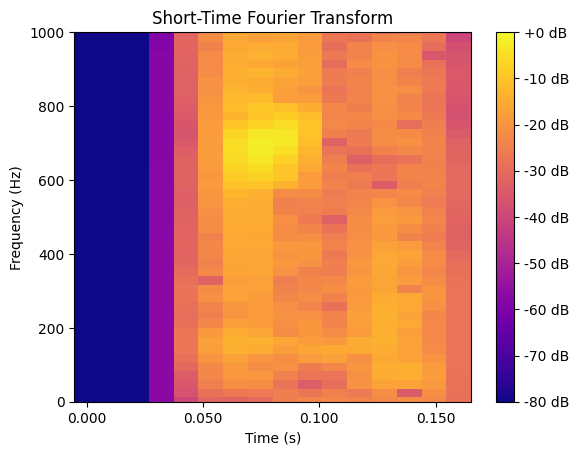 Short-Time Fourier Transform
1000
800
600
400
200
0
Frequency (Hz)
0.000
0.050
0.100
0.150
Time (s)
+0 dB
-10 dB
-20 dB
-30 dB
-40 dB
-50 dB
-60 dB
-70 dB
-80 dB